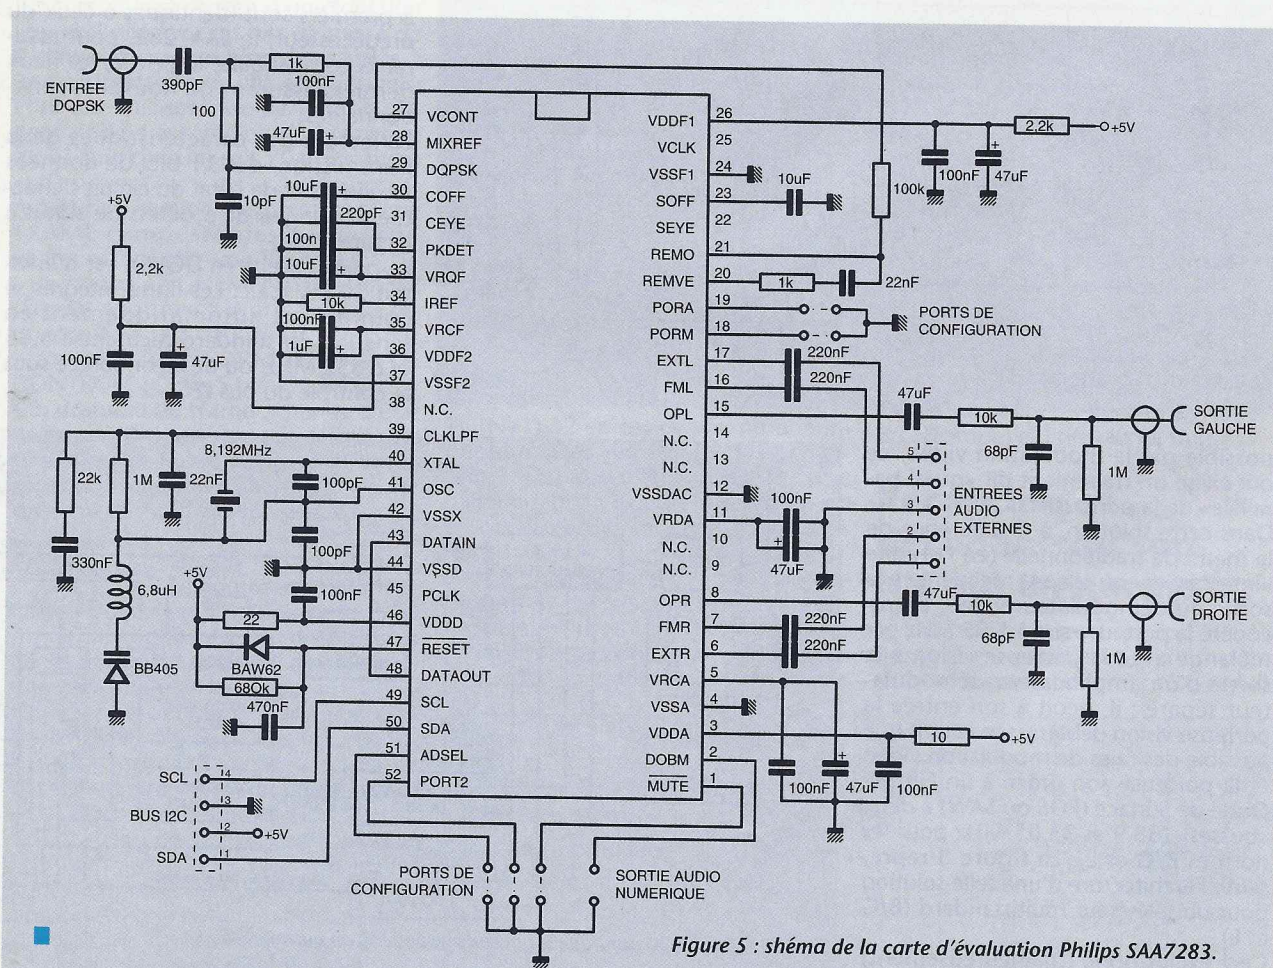 ENTREE
DQPSK
390pF
1k
100nF
100
47uF
+
10pF
+5V
2,2k
100nF
+
47uF
10uF
+
220pF
100n
10uF
+
10k
100nF
1uF
+
27 VCONT
28 MIXREF
29 DQPSK
30 COFF
31 CEYE
32 PKDET
33 VRQF
34 IREF
35 VRCF
36 VDDF2
37 VSSF2
38 N.C.
39 CLKLPF
40 XTAL
41 OSC
42 VSSX
43 DATAIN
44 VSSD
45 PCLK
46 VDDD
47 RESET
48 DATAOUT
49 SCL
50 SDA
51 ADSEL
52 PORT2
VDDF1 26
VCLK 25
VSSF1 24
SOFF 23
SEYE 22
REMO 21
REMVE 20
PORA 19
PORM 18
EXTL 17
FML 16
OPL 15
N.C. 14
N.C. 13
VSSDAC 12
VRDA 11
N.C. 10
N.C. 9
OPR 8
FMR 7
EXTR 6
VRCA 5
VSSA 4
VDDA 3
DOBM 2
MUTE 1
22k
1M
22nF
8,192MHz
100pF
100pF
100nF
330nF
6,8uH
BB405
+5V
22
BAW62
680k
470nF
SCL 4
3
BUS I2C
2 +5V
SDA 1
2,2k
+5V
100nF
+
47uF
10uF
100k
1k
22nF
PORTS DE
CONFIGURATION
220nF
220nF
47uF
10k
68pF
1M
SORTIE
GAUCHE
5
4
3
2
1
ENTREES
AUDIO
EXTERNES
100nF
+
47uF
47uF
10k
68pF
1M
SORTIE
DROITE
220nF
220nF
10
+5V
100nF
+
47uF
100nF
PORTS DE
CONFIGURATION
SORTIE AUDIO
NUMERIQUE
Figure 5 : shéma de la carte d'évaluation Philips SAA7283.